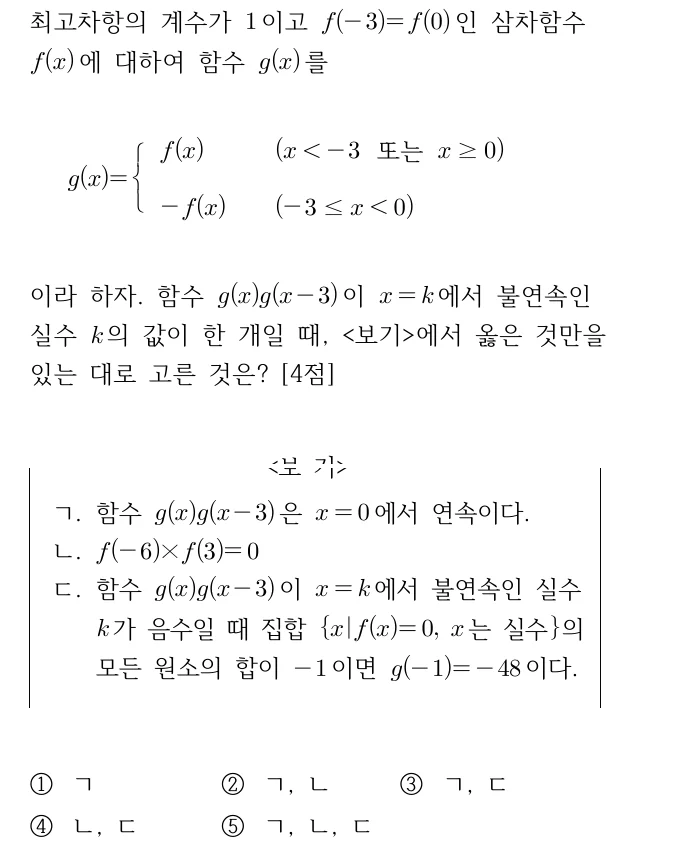 최고차항의 계수가 1이고 f(−3)=f(0)인 삼차함수
f(x)에 대하여 함수 g(x)를
g(x)={ f(x) (x<−3 또는 x≥0)
−f(x) (−3≤x<0)
이라 하자. 함수 g(x)g(x−3)이 x=k에서 불연속인
실수 k의 값이 한 개일 때, <보기>에서 옳은 것만을
있는 대로 고른 것은? [4점]
<보 기>
ㄱ. 함수 g(x)g(x−3)은 x=0에서 연속이다.
ㄴ. f(−6)×f(3)=0
ㄷ. 함수 g(x)g(x−3)이 x=k에서 불연속인 실수
k가 음수일 때 집합 {x|f(x)=0, x는 실수}의
모든 원소의 합이 −1이면 g(−1)=−48이다.
① ㄱ ② ㄱ, ㄴ ③ ㄱ, ㄷ
④ ㄴ, ㄷ ⑤ ㄱ, ㄴ, ㄷ